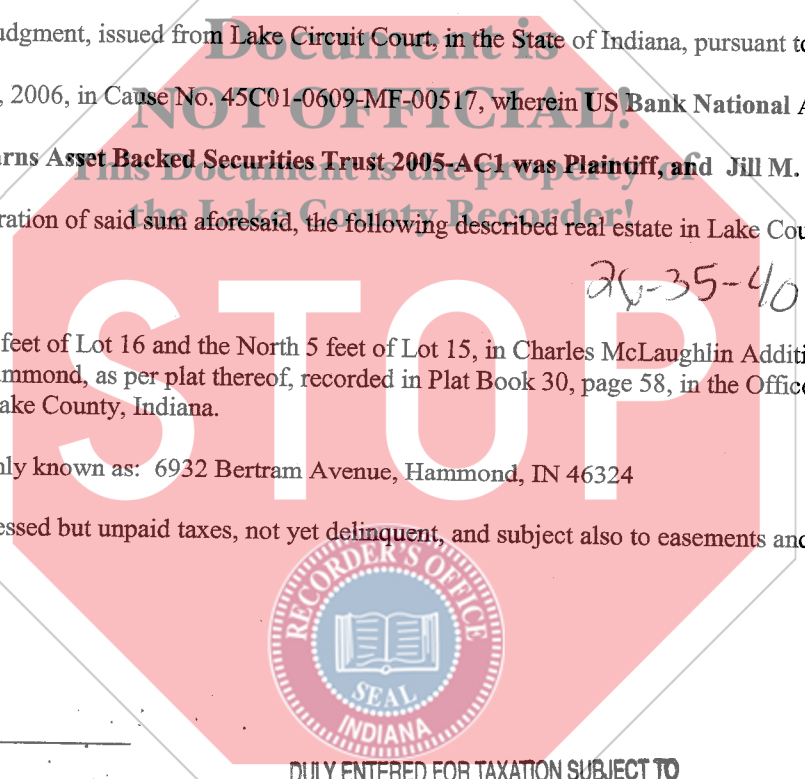 udgment, issued from Lake Circuit Court, in the State of Indiana, pursuant to
Document is
, 2006, in Cause No. 45C01-0609-MF-00517, wherein US Bank National A
NOT OFFICIAL!
arns Asset Backed Securities Trust 2005-AC1 was Plaintiff, and Jill M.
This Document is the property of
the Lake County Recorder!
ration of said sum aforesaid, the following described real estate in Lake Cou
26-35-40
STOP
feet of Lot 16 and the North 5 feet of Lot 15, in Charles McLaughlin Additi
mmond, as per plat thereof, recorded in Plat Book 30, page 58, in the Office
ake County, Indiana.
nly known as: 6932 Bertram Avenue, Hammond, IN 46324
essed but unpaid taxes, not yet delinquent, and subject also to easements and
RECORDER'S OFFICE
SEAL
INDIANA
DULY ENTERED FOR TAXATION SUBJECT TO